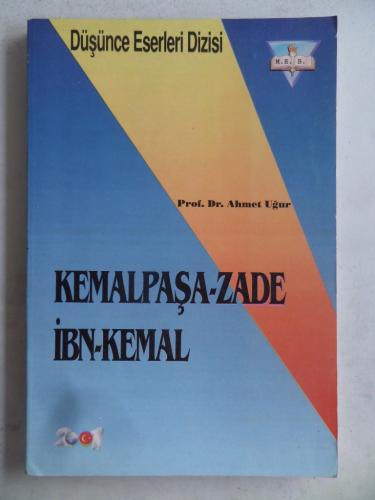 Düşünce Eserleri Dizisi
M. E. B.
Prof. Dr. Ahmet Uğur
KEMALPAŞA-ZADE
İBN-KEMAL
2001